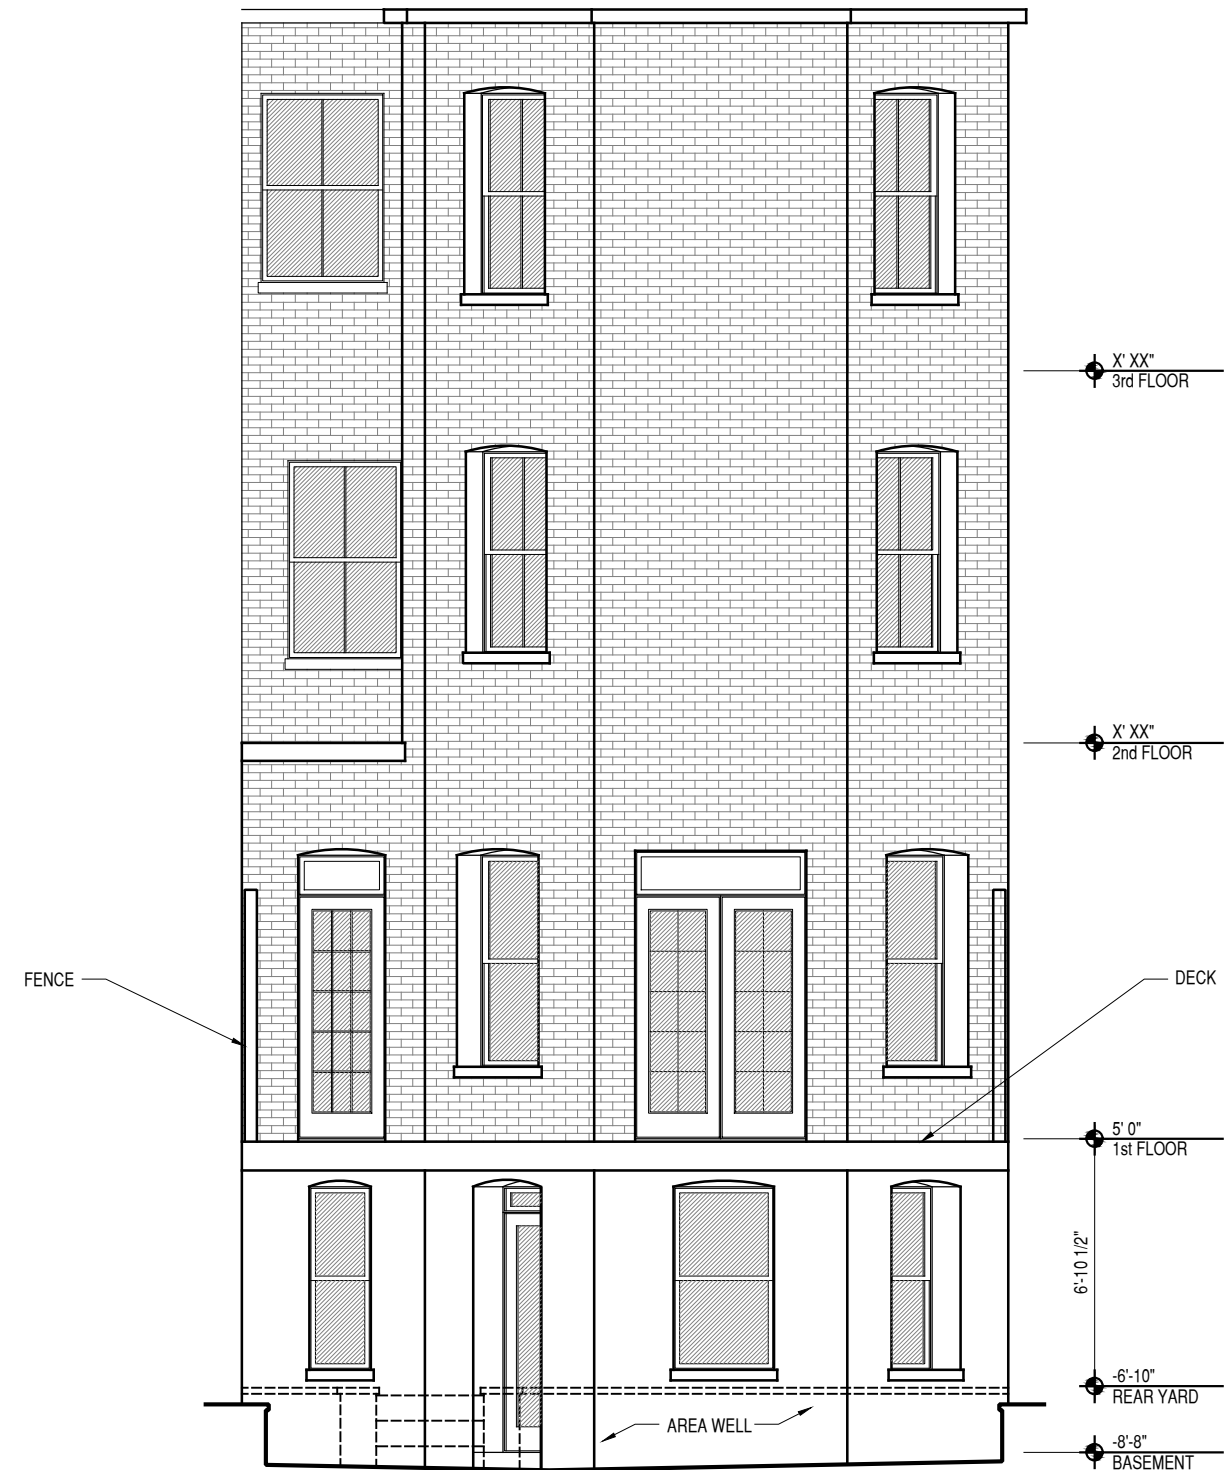 X' XX"
3rd FLOOR
X' XX"
2nd FLOOR
FENCE
DECK
5' 0"
1st FLOOR
6'-10 1/2"
-6'-10"
REAR YARD
AREA WELL
-8'-8"
BASEMENT